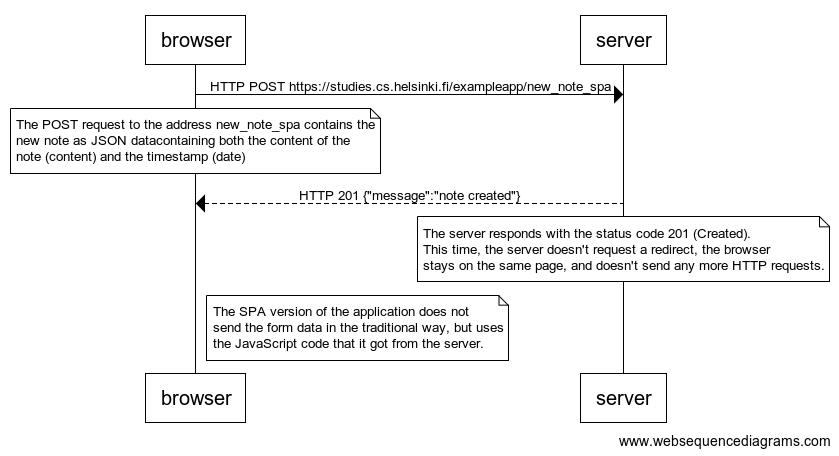 browser
server
HTTP POST https://studies.cs.helsinki.fi/exampleapp/new_note_spa
The POST request to the address new_note_spa contains the
new note as JSON datacontaining both the content of the
note (content) and the timestamp (date)
HTTP 201 {"message":"note created"}
The server responds with the status code 201 (Created).
This time, the server doesn't request a redirect, the browser
stays on the same page, and doesn't send any more HTTP requests.
The SPA version of the application does not
send the form data in the traditional way, but uses
the JavaScript code that it got from the server.
browser
server
www.websequencediagrams.com